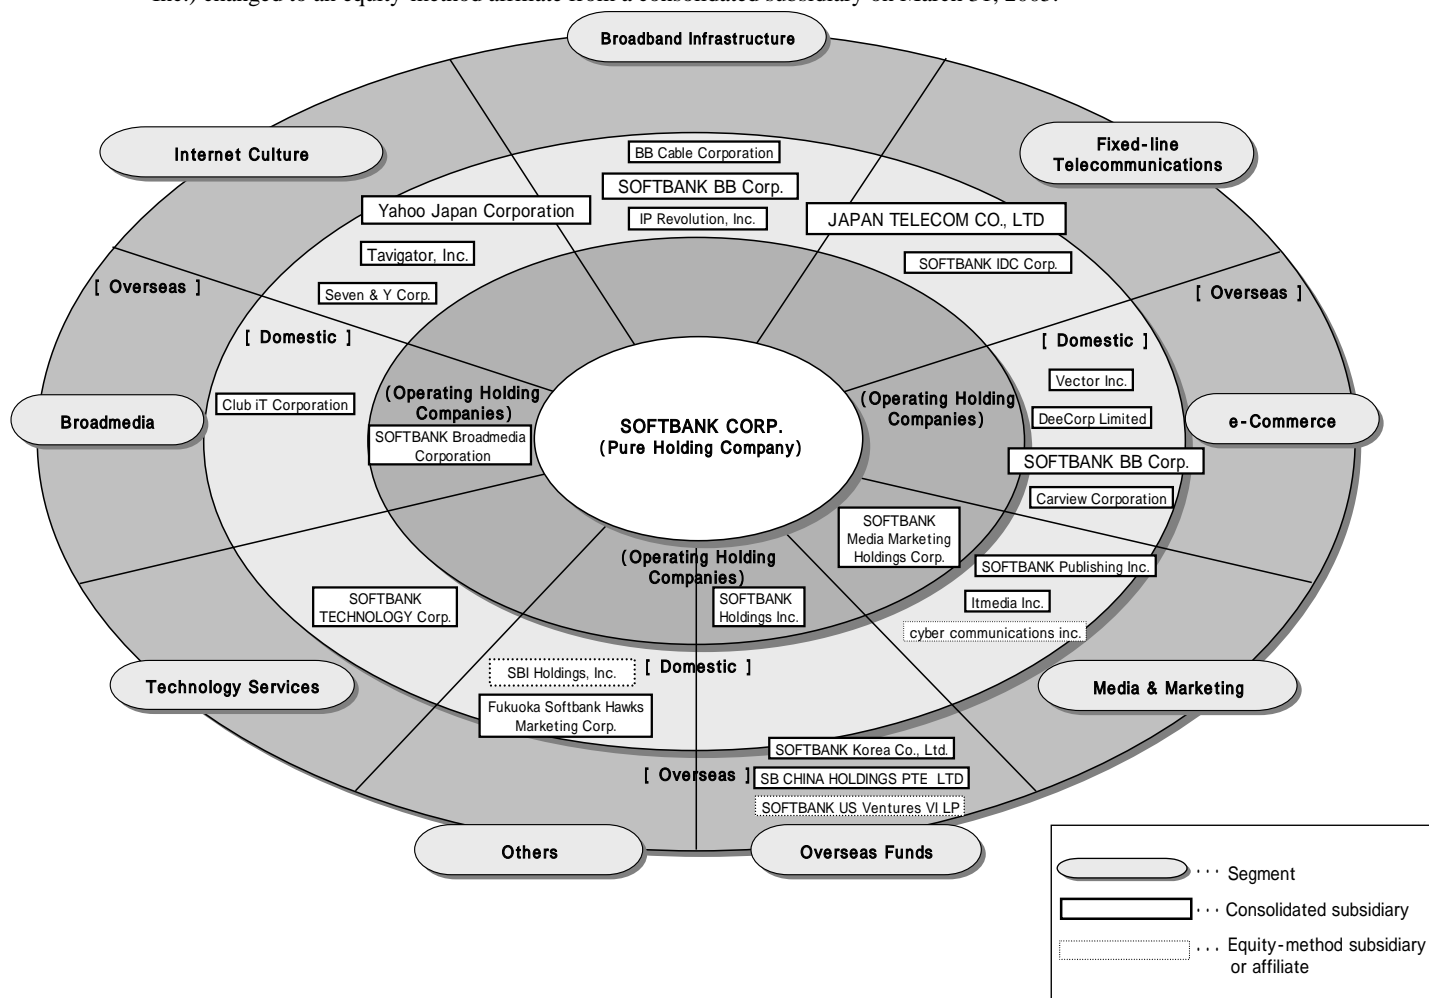 Inc.) changed to an equity-method affiliate from a consolidated subsidiary on March 31, 2005.
Broadband Infrastructure
Internet Culture
Fixed-line
Telecommunications
BB Cable Corporation
SOFTBANK BB Corp.
IP Revolution, Inc.
Yahoo Japan Corporation
JAPAN TELECOM CO., LTD
Tavigator, Inc.
SOFTBANK IDC Corp.
Seven & Y Corp.
[ Overseas ]
[ Overseas ]
[ Domestic ]
[ Domestic ]
Vector Inc.
Club iT Corporation
(Operating Holding
Companies)
SOFTBANK Broadmedia
Corporation
SOFTBANK CORP.
(Pure Holding Company)
(Operating Holding
Companies)
DeeCorp Limited
Broadmedia
e-Commerce
SOFTBANK BB Corp.
Carview Corporation
SOFTBANK
Media Marketing
Holdings Corp.
(Operating Holding
Companies)
SOFTBANK
Holdings Inc.
SOFTBANK Publishing Inc.
Itmedia Inc.
cyber communications inc.
SOFTBANK
TECHNOLOGY Corp.
SBI Holdings, Inc.
[ Domestic ]
Fukuoka Softbank Hawks
Marketing Corp.
Technology Services
Media & Marketing
SOFTBANK Korea Co., Ltd.
[ Overseas ]
SB CHINA HOLDINGS PTE LTD
SOFTBANK US Ventures VI LP
Others
Overseas Funds
··· Segment
··· Consolidated subsidiary
··· Equity-method subsidiary
or affiliate